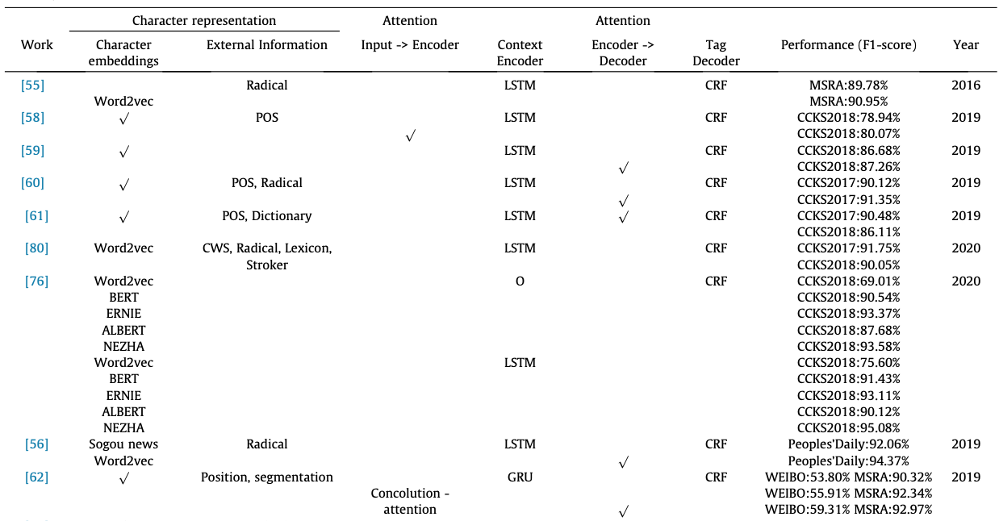 Character representation Attention Attention
Work Character External Information Input -> Encoder Context Encoder -> Tag Performance (F1-score) Year
embeddings Encoder Decoder Decoder
[55] Radical LSTM CRF MSRA:89.78% 2016
Word2vec MSRA:90.95%
[58] √ POS LSTM CRF CCKS2018:78.94% 2019
√ CCKS2018:80.07%
[59] √ LSTM CRF CCKS2018:86.68% 2019
√ CCKS2018:87.26%
[60] √ POS, Radical LSTM CRF CCKS2017:90.12% 2019
√ CCKS2017:91.35%
[61] √ POS, Dictionary LSTM √ CRF CCKS2017:90.48% 2019
CCKS2018:86.11%
[80] Word2vec CWS, Radical, Lexicon, LSTM CRF CCKS2017:91.75% 2020
Stroker CCKS2018:90.05%
[76] Word2vec O CRF CCKS2018:69.01% 2020
BERT CCKS2018:90.54%
ERNIE CCKS2018:93.37%
ALBERT CCKS2018:87.68%
NEZHA CCKS2018:93.58%
Word2vec LSTM CCKS2018:75.60%
BERT CCKS2018:91.43%
ERNIE CCKS2018:93.11%
ALBERT CCKS2018:90.12%
NEZHA CCKS2018:95.08%
[56] Sogou news Radical LSTM CRF Peoples'Daily:92.06% 2019
Word2vec √ Peoples'Daily:94.37%
[62] √ Position, segmentation GRU CRF WEIBO:53.80% MSRA:90.32% 2019
Concolution - WEIBO:55.91% MSRA:92.34%
attention √ WEIBO:59.31% MSRA:92.97%